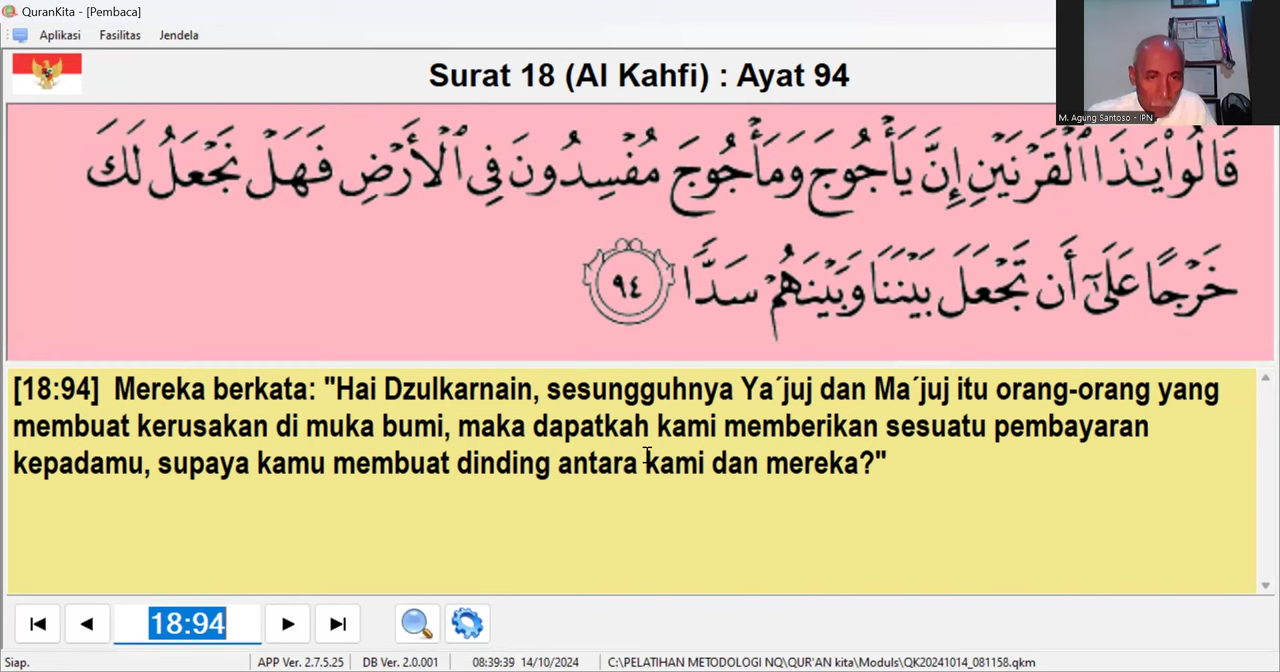 QuranKita - [Pembaca]
Aplikasi Fasilitas Jendela
Surat 18 (Al Kahfi) : Ayat 94
M. Agung Santoso - IPN
قَالُوا۟ يَـٰذَا ٱلْقَرْنَيْنِ إِنَّ يَأْجُوجَ وَمَأْجُوجَ مُفْسِدُونَ فِى ٱلْأَرْضِ فَهَلْ نَجْعَلُ لَكَ
خَرْجًا عَلَىٰٓ أَن تَجْعَلَ بَيْنَنَا وَبَيْنَهُمْ سَدًّا ٩٤
[18:94] Mereka berkata: "Hai Dzulkarnain, sesungguhnya Ya´juj dan Ma´juj itu orang-orang yang
membuat kerusakan di muka bumi, maka dapatkah kami memberikan sesuatu pembayaran
kepadamu, supaya kamu membuat dinding antara kami dan mereka?"
18:94
Siap. APP Ver. 2.7.5.25 DB Ver. 2.0.001 08:39:39 14/10/2024 C:\PELATIHAN METODOLOGI NQ\QUR'AN kita\Moduls\QK20241014_081158.qkm